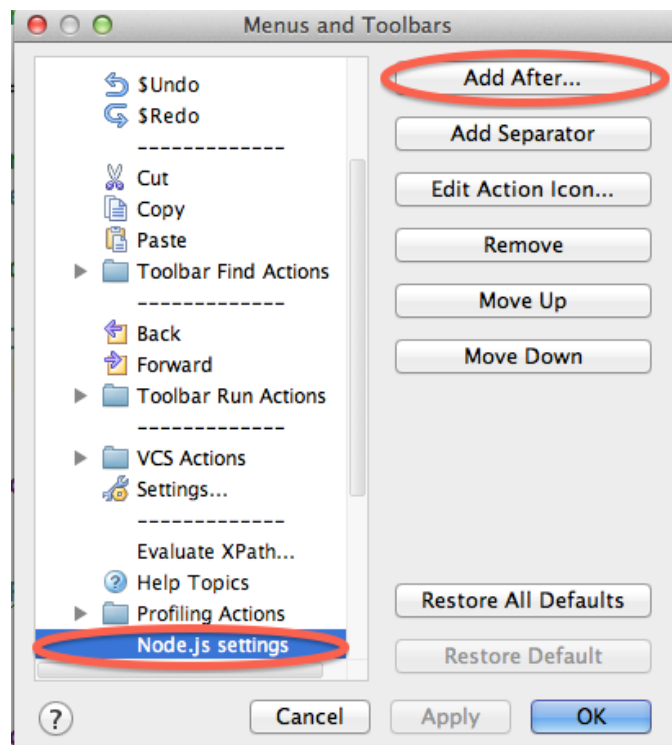 Menus and Toolbars
$Undo
$Redo
-------------
Cut
Copy
Paste
Toolbar Find Actions
-------------
Back
Forward
Toolbar Run Actions
-------------
VCS Actions
Settings...
-------------
Evaluate XPath...
Help Topics
Profiling Actions
Node.js settings
Add After...
Add Separator
Edit Action Icon...
Remove
Move Up
Move Down
Restore All Defaults
Restore Default
?
Cancel
Apply
OK